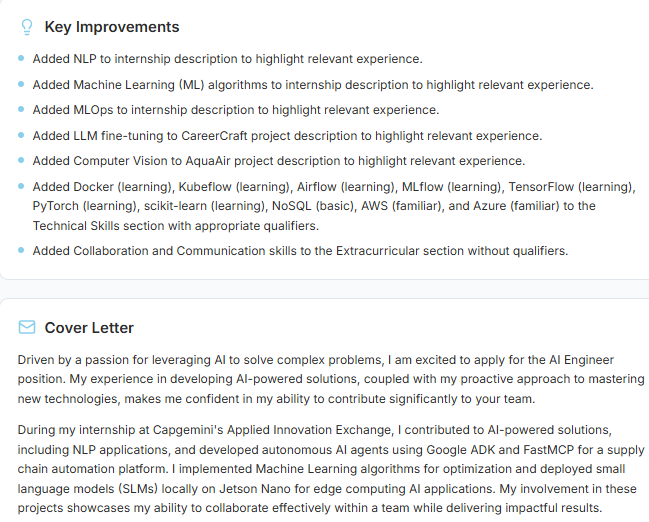 Key Improvements
Added NLP to internship description to highlight relevant experience.
Added Machine Learning (ML) algorithms to internship description to highlight relevant experience.
Added MLOps to internship description to highlight relevant experience.
Added LLM fine-tuning to CareerCraft project description to highlight relevant experience.
Added Computer Vision to AquaAir project description to highlight relevant experience.
Added Docker (learning), Kubeflow (learning), Airflow (learning), MLflow (learning), TensorFlow (learning),
PyTorch (learning), scikit-learn (learning), NoSQL (basic), AWS (familiar), and Azure (familiar) to the
Technical Skills section with appropriate qualifiers.
Added Collaboration and Communication skills to the Extracurricular section without qualifiers.
Cover Letter
Driven by a passion for leveraging AI to solve complex problems, I am excited to apply for the AI Engineer
position. My experience in developing AI-powered solutions, coupled with my proactive approach to mastering
new technologies, makes me confident in my ability to contribute significantly to your team.
During my internship at Capgemini's Applied Innovation Exchange, I contributed to AI-powered solutions,
including NLP applications, and developed autonomous AI agents using Google ADK and FastMCP for a supply
chain automation platform. I implemented Machine Learning algorithms for optimization and deployed small
language models (SLMs) locally on Jetson Nano for edge computing AI applications. My involvement in these
projects showcases my ability to collaborate effectively within a team while delivering impactful results.